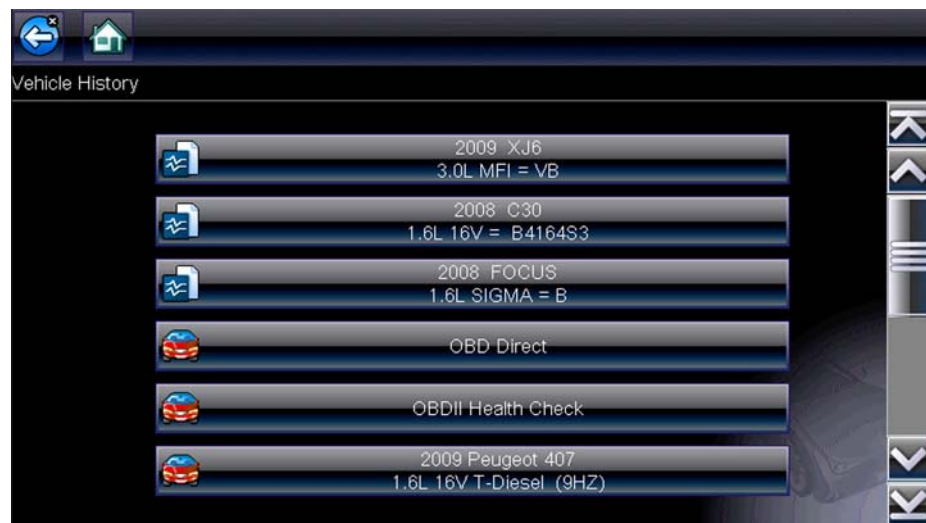 Vehicle History
2009 XJ6
3.0L MFI = VB
2008 C30
1.6L 16V = B4164S3
2008 FOCUS
1.6L SIGMA = B
OBD Direct
OBDII Health Check
2009 Peugeot 407
1.6L 16V T-Diesel (9HZ)